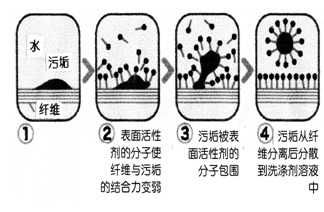 水
污垢
纤维
① ② 表面活性
剂的分子使
纤维与污垢
的结合力变弱
③ 污垢被表
面活性剂的
分子包围
④ 污垢从纤
维分离后分散
到洗涤剂溶液
中